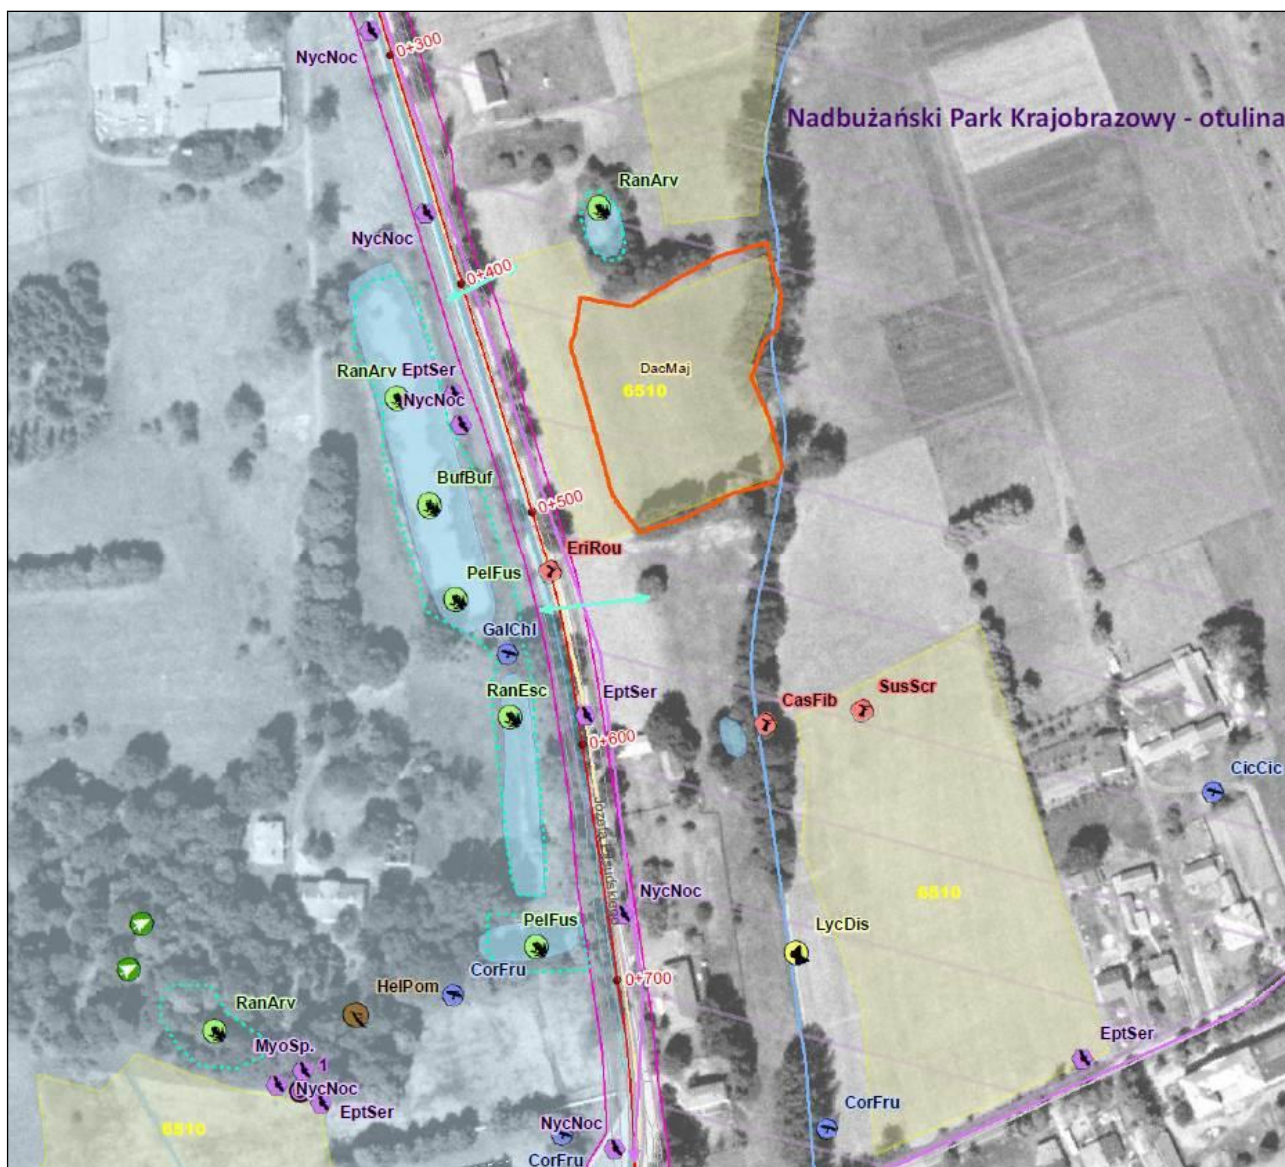 NycNoc
0+300
Nadbużański Park Krajobrazowy - otulina
RanArv
NycNoc
0+400
RanArv
EptSer
DacMaj
6510
NycNoc
BufBuf
0+500
EriRou
PelFus
GalChl
RanEsc
EptSer
SusScr
CasFib
0+600
CicCic
Józefa Piłsudskiego
NycNoc
6510
PelFus
LycDis
CorFru
0+700
HelPom
RanArv
MyoSp.
1
EptSer
NycNoc
EptSer
6510
NycNoc
CorFru
CorFru